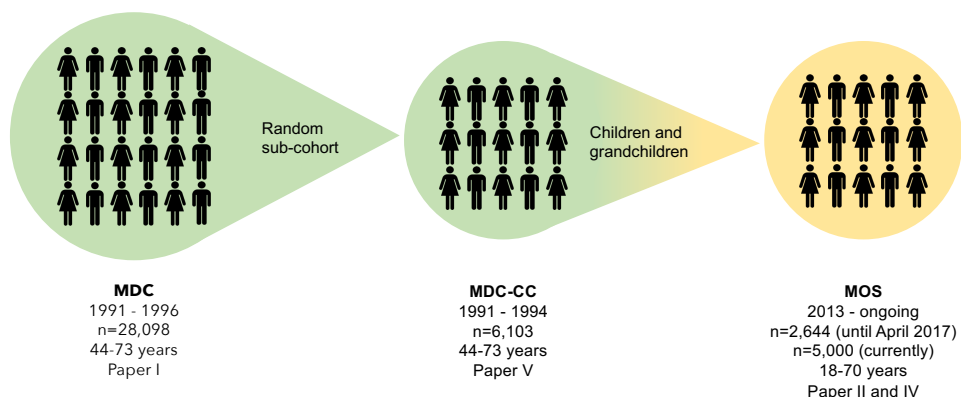 Random
sub-cohort
Children and
grandchildren
MDC
1991 - 1996
n=28,098
44-73 years
Paper I
MDC-CC
1991 - 1994
n=6,103
44-73 years
Paper V
MOS
2013 - ongoing
n=2,644 (until April 2017)
n=5,000 (currently)
18-70 years
Paper II and IV